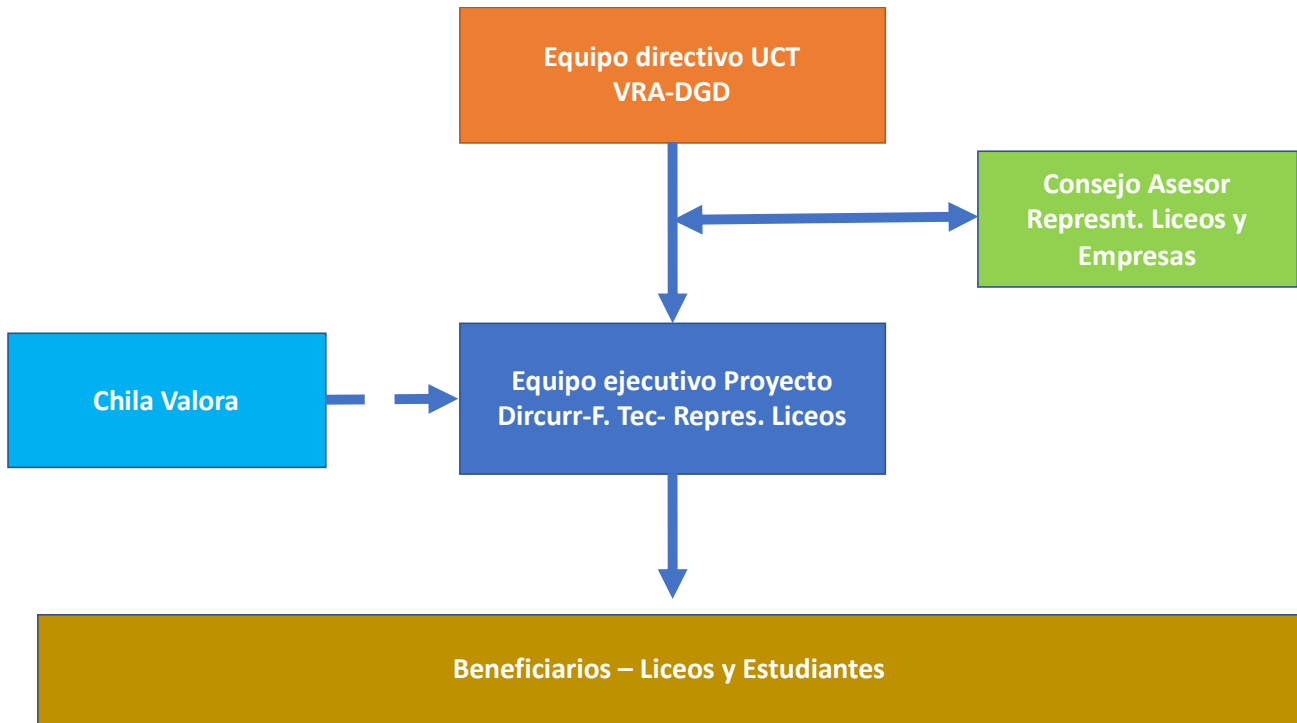 Equipo directivo UCT
VRA-DGD
Consejo Asesor
Represnt. Liceos y
Empresas
Chila Valora
Equipo ejecutivo Proyecto
Dircurr-F. Tec- Repres. Liceos
Beneficiarios – Liceos y Estudiantes